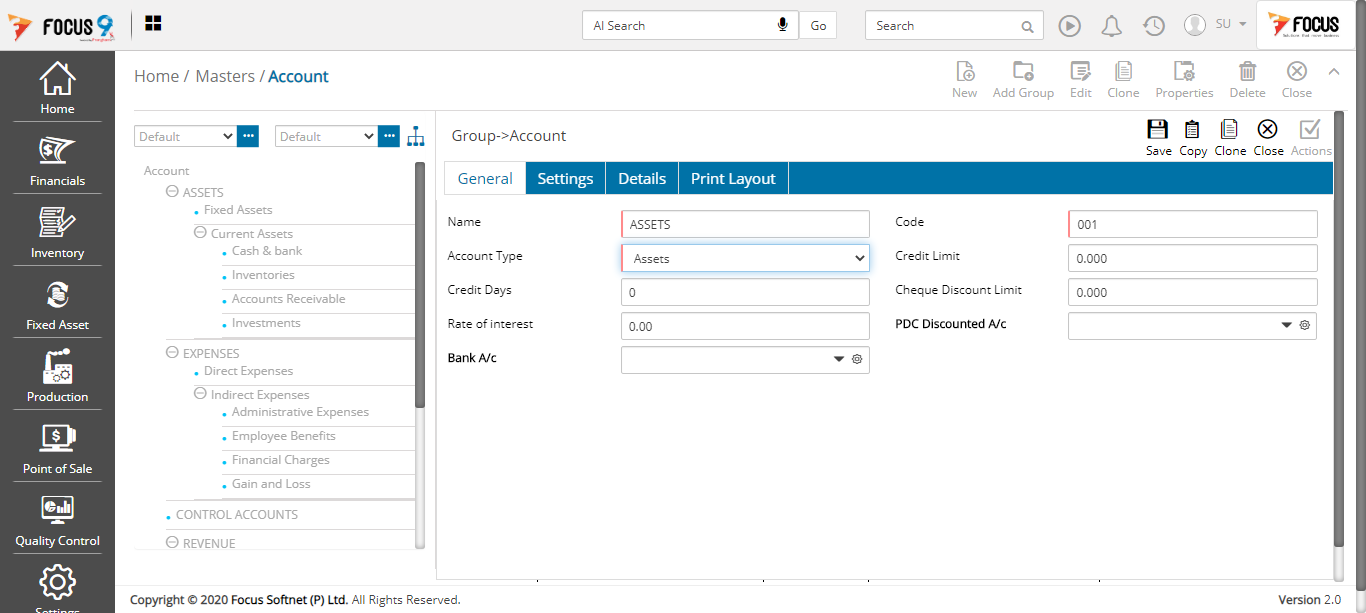 FOCUS 9
AI Search
Go
Search
SU
FOCUS
Home
Financials
Inventory
Fixed Asset
Production
Point of Sale
Quality Control
Settings
Home / Masters / Account
New
Add Group
Edit
Clone
Properties
Delete
Close
Default
Default
Account
ASSETS
Fixed Assets
Current Assets
Cash & bank
Inventories
Accounts Receivable
Investments
EXPENSES
Direct Expenses
Indirect Expenses
Administrative Expenses
Employee Benefits
Financial Charges
Gain and Loss
CONTROL ACCOUNTS
REVENUE
Group->Account
Save
Copy
Clone
Close
Actions
General
Settings
Details
Print Layout
Name
ASSETS
Code
001
Account Type
Assets
Credit Limit
0.000
Credit Days
0
Cheque Discount Limit
0.000
Rate of interest
0.00
PDC Discounted A/c
Bank A/c
Copyright © 2020 Focus Softnet (P) Ltd. All Rights Reserved.
Version 2.0